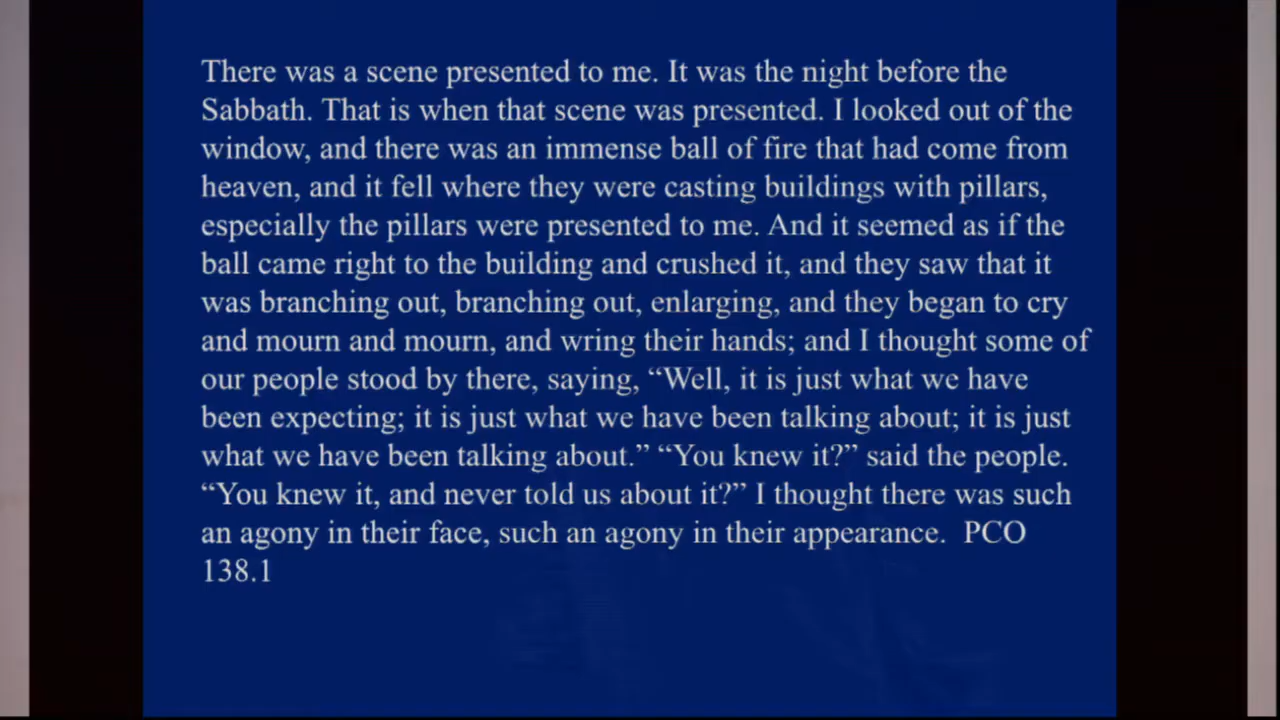 There was a scene presented to me. It was the night before the
Sabbath. That is when that scene was presented. I looked out of the
window, and there was an immense ball of fire that had come from
heaven, and it fell where they were casting buildings with pillars,
especially the pillars were presented to me. And it seemed as if the
ball came right to the building and crushed it, and they saw that it
was branching out, branching out, enlarging, and they began to cry
and mourn and mourn, and wring their hands; and I thought some of
our people stood by there, saying, “Well, it is just what we have
been expecting; it is just what we have been talking about; it is just
what we have been talking about.” “You knew it?” said the people.
“You knew it, and never told us about it?” I thought there was such
an agony in their face, such an agony in their appearance.  PCO
138.1